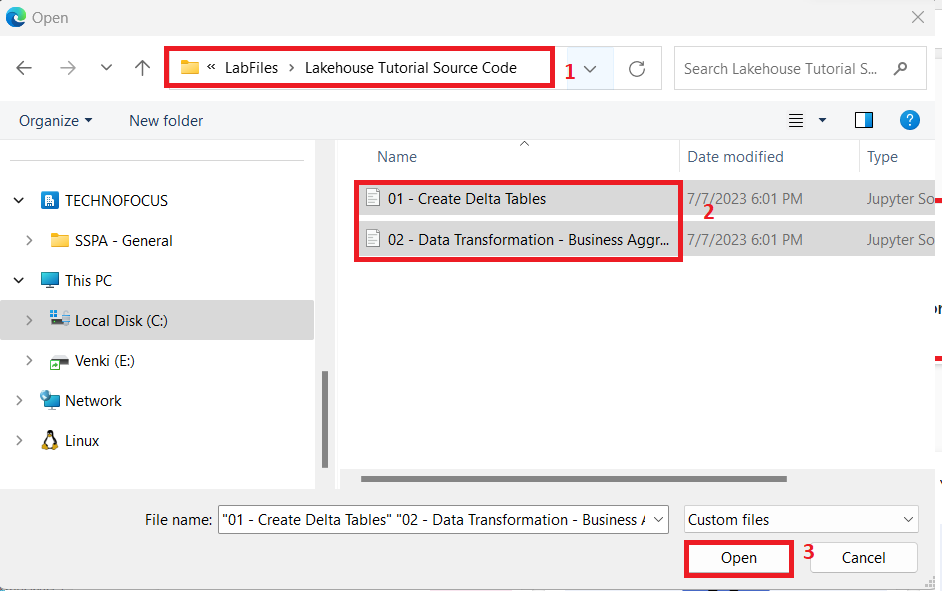 Open
« LabFiles > Lakehouse Tutorial Source Code
1
Search Lakehouse Tutorial S...
Organize
New folder
?
Name
Date modified
Type
TECHNOFOCUS
SSPA - General
This PC
Local Disk (C:)
Venki (E:)
Network
Linux
01 - Create Delta Tables
7/7/2023 6:01 PM
Jupyter So
2
02 - Data Transformation - Business Aggr...
7/7/2023 6:01 PM
Jupyter So
File name:
"01 - Create Delta Tables" "02 - Data Transformation - Business A
Custom files
Open
3
Cancel